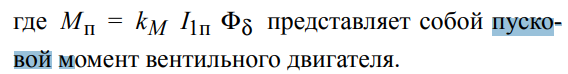 где Mп = kM I1п Φδ представляет собой пуско-
вой момент вентильного двигателя.